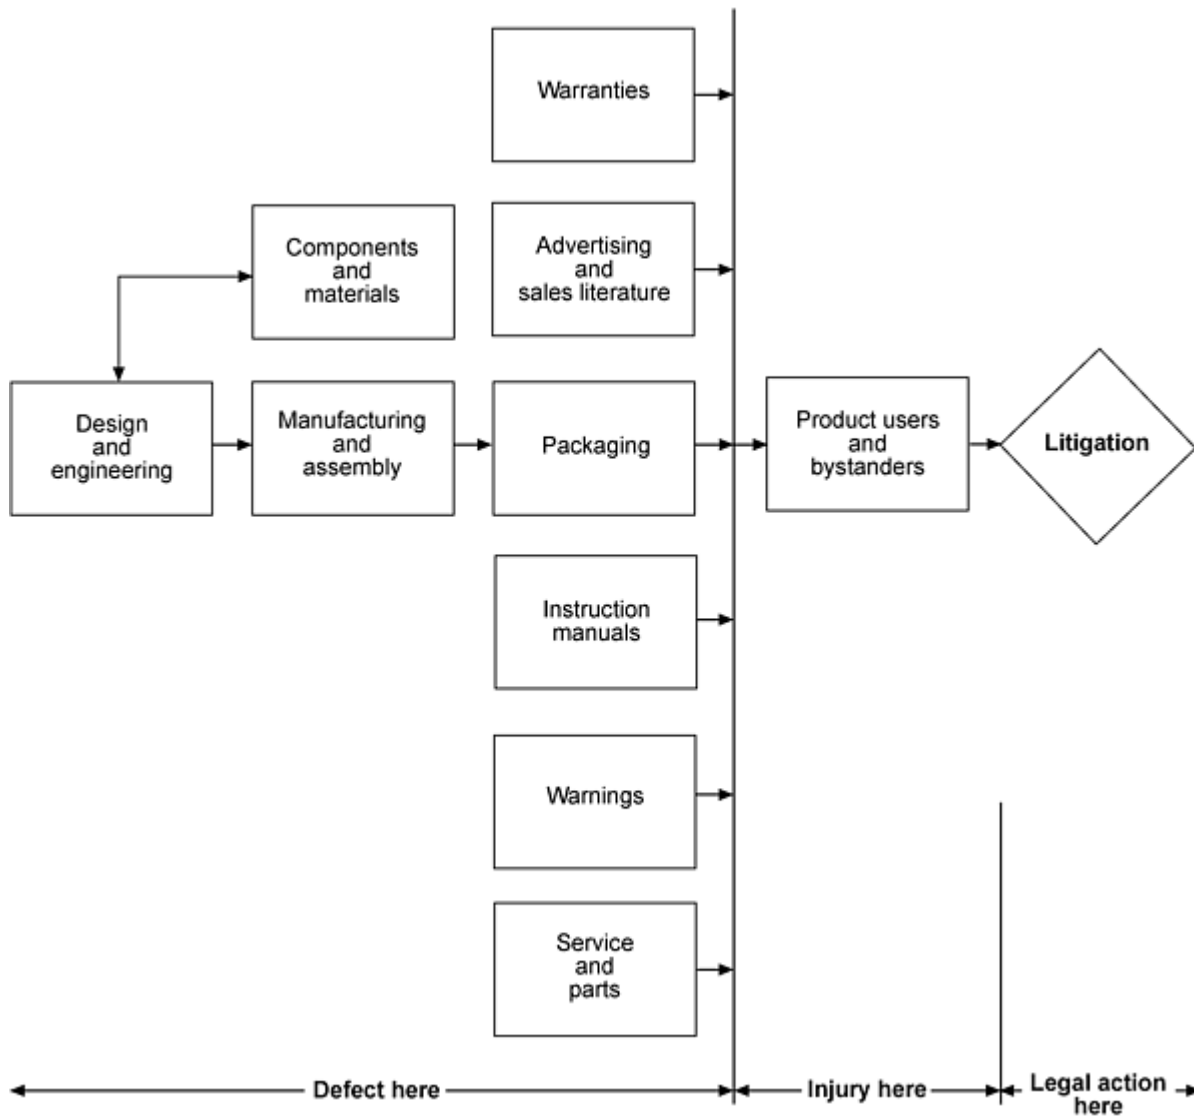 Warranties
Components
and
materials
Advertising
and
sales literature
Design
and
engineering
Manufacturing
and
assembly
Packaging
Product users
and
bystanders
Litigation
Instruction
manuals
Warnings
Service
and
parts
Defect here
Injury here
Legal action
here